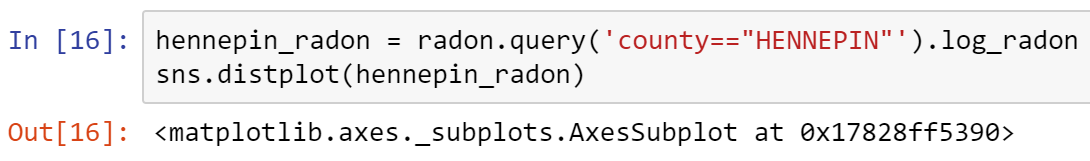 In [16]: hennepin_radon = radon.query('county=="HENNEPIN"').log_radon
sns.distplot(hennepin_radon)
Out[16]: <matplotlib.axes._subplots.AxesSubplot at 0x17828ff5390>